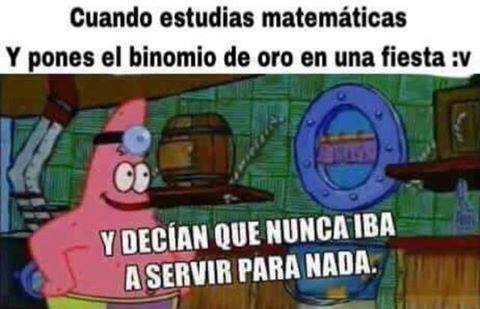 Cuando estudias matemáticas
Y pones el binomio de oro en una fiesta :v
Y DECÍAN QUE NUNCA IBA
A SERVIR PARA NADA.